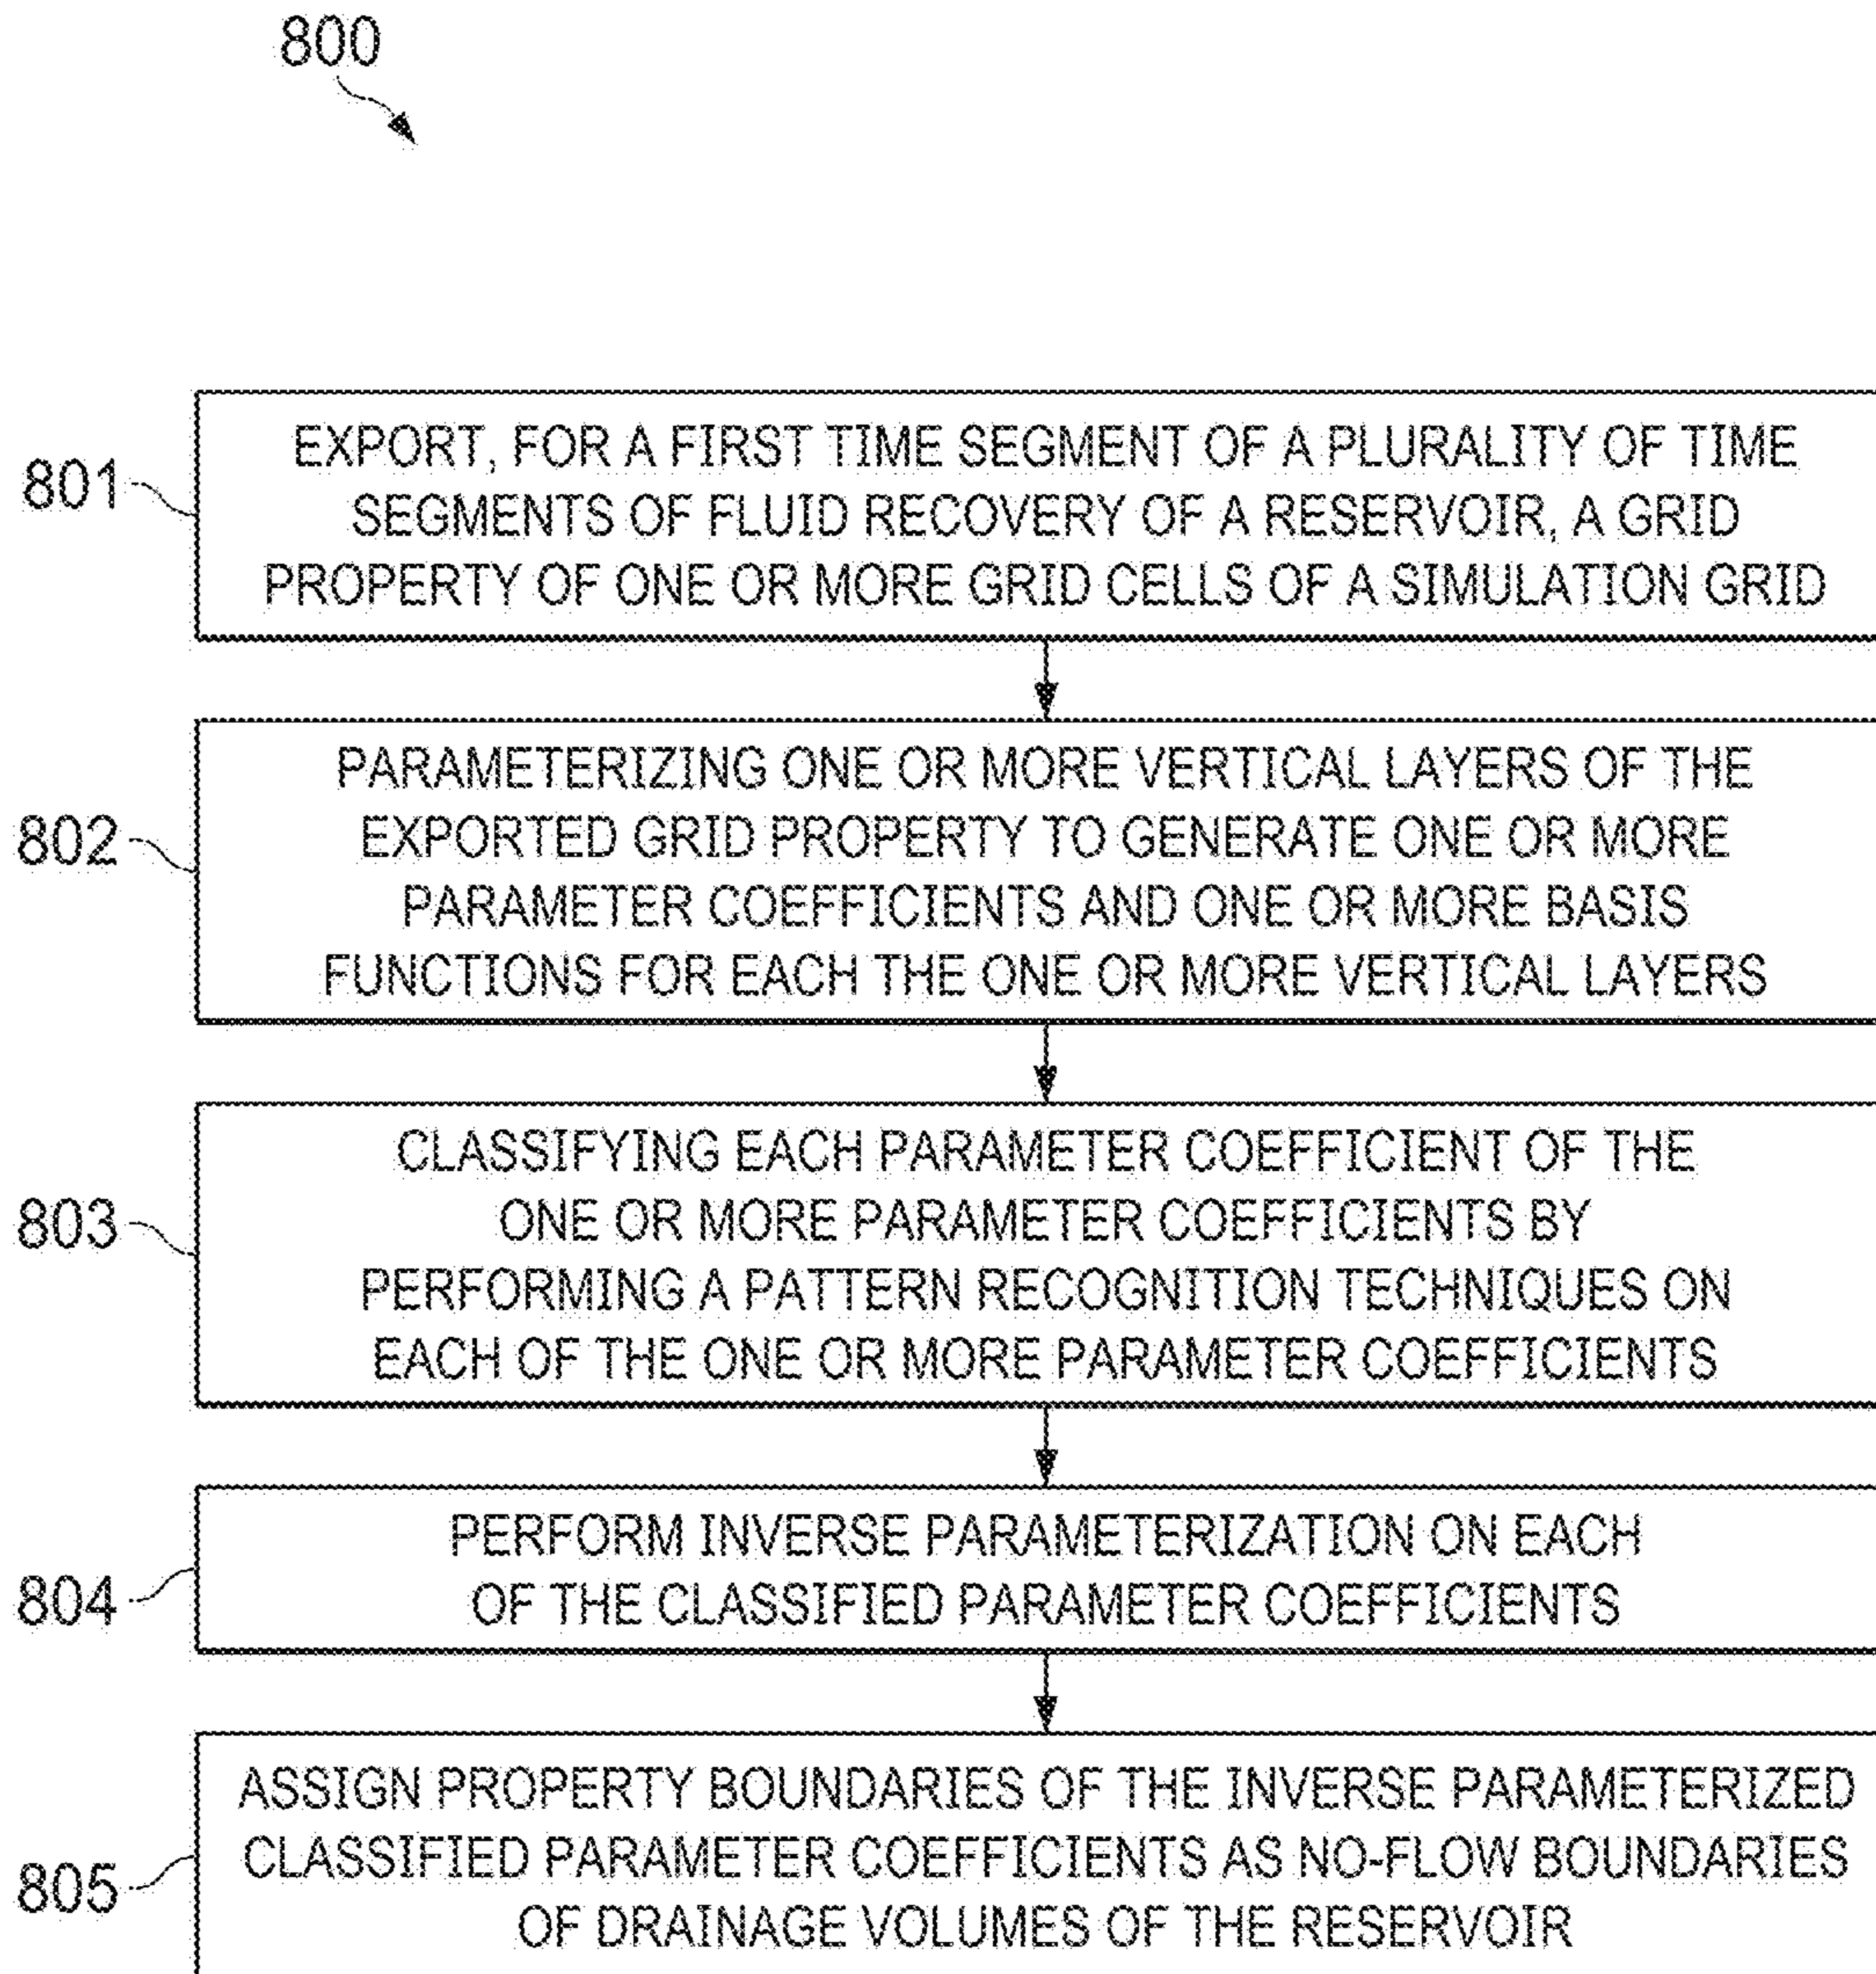 800
801
EXPORT, FOR A FIRST TIME SEGMENT OF A PLURALITY OF TIME
SEGMENTS OF FLUID RECOVERY OF A RESERVOIR, A GRID
PROPERTY OF ONE OR MORE GRID CELLS OF A SIMULATION GRID
802
PARAMETERIZING ONE OR MORE VERTICAL LAYERS OF THE
EXPORTED GRID PROPERTY TO GENERATE ONE OR MORE
PARAMETER COEFFICIENTS AND ONE OR MORE BASIS
FUNCTIONS FOR EACH THE ONE OR MORE VERTICAL LAYERS
803
CLASSIFYING EACH PARAMETER COEFFICIENT OF THE
ONE OR MORE PARAMETER COEFFICIENTS BY
PERFORMING A PATTERN RECOGNITION TECHNIQUES ON
EACH OF THE ONE OR MORE PARAMETER COEFFICIENTS
804
PERFORM INVERSE PARAMETERIZATION ON EACH
OF THE CLASSIFIED PARAMETER COEFFICIENTS
805
ASSIGN PROPERTY BOUNDARIES OF THE INVERSE PARAMETERIZED
CLASSIFIED PARAMETER COEFFICIENTS AS NO-FLOW BOUNDARIES
OF DRAINAGE VOLUMES OF THE RESERVOIR